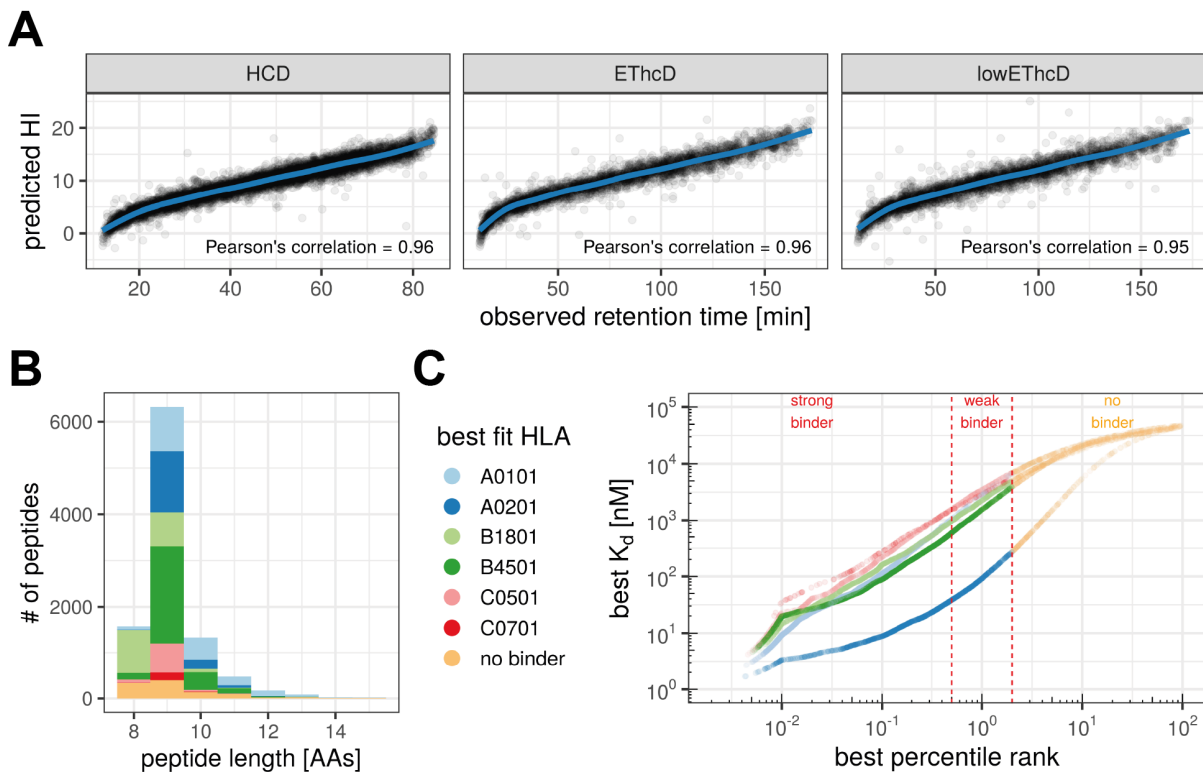 A
HCD
EThcD
lowEThcD
predicted HI
20
10
0
Pearson's correlation = 0.96
Pearson's correlation = 0.96
Pearson's correlation = 0.95
20 40 60 80
50 100 150
50 100 150
observed retention time [min]
B
# of peptides
6000
4000
2000
0
8 10 12 14
peptide length [AAs]
best fit HLA
A0101
A0201
B1801
B4501
C0501
C0701
no binder
C
best Kd [nM]
10^5
10^4
10^3
10^2
10^1
10^0
strong
binder
weak
binder
no
binder
10^-2 10^-1 10^0 10^1 10^2
best percentile rank